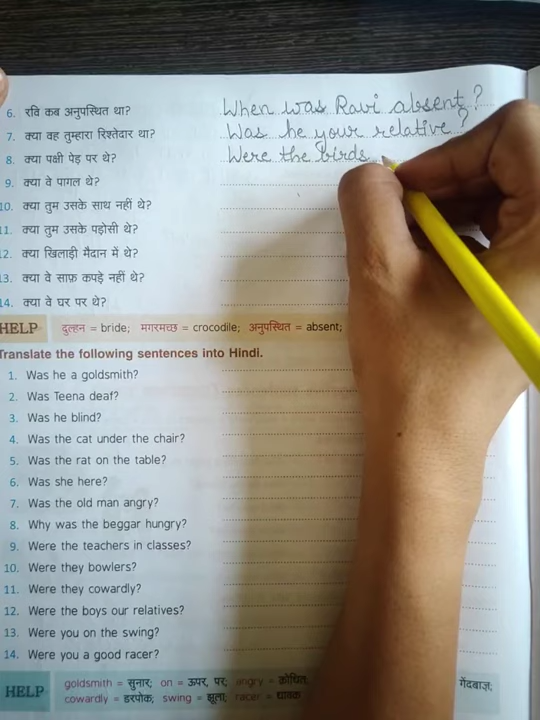 6. रवि कब अनुपस्थित था? When was Ravi absent?
7. क्या वह तुम्हारा रिश्तेदार था? Was he your relative?
8. क्या पक्षी पेड़ पर थे? Were the birds
9. क्या वे पागल थे?
10. क्या तुम उसके साथ नहीं थे?
11. क्या तुम उसके पड़ोसी थे?
12. क्या खिलाड़ी मैदान में थे?
13. क्या वे साफ़ कपड़े नहीं थे?
14. क्या वे घर पर थे?
HELP दुल्हन = bride; मगरमच्छ = crocodile; अनुपस्थित = absent;
Translate the following sentences into Hindi.
1. Was he a goldsmith?
2. Was Teena deaf?
3. Was he blind?
4. Was the cat under the chair?
5. Was the rat on the table?
6. Was she here?
7. Was the old man angry?
8. Why was the beggar hungry?
9. Were the teachers in classes?
10. Were they bowlers?
11. Were they cowardly?
12. Were the boys our relatives?
13. Were you on the swing?
14. Were you a good racer?
HELP goldsmith = सुनार; on = ऊपर, पर; angry = क्रोधित; गेंदबाज़;
cowardly = डरपोक; swing = झूला; racer = धावक